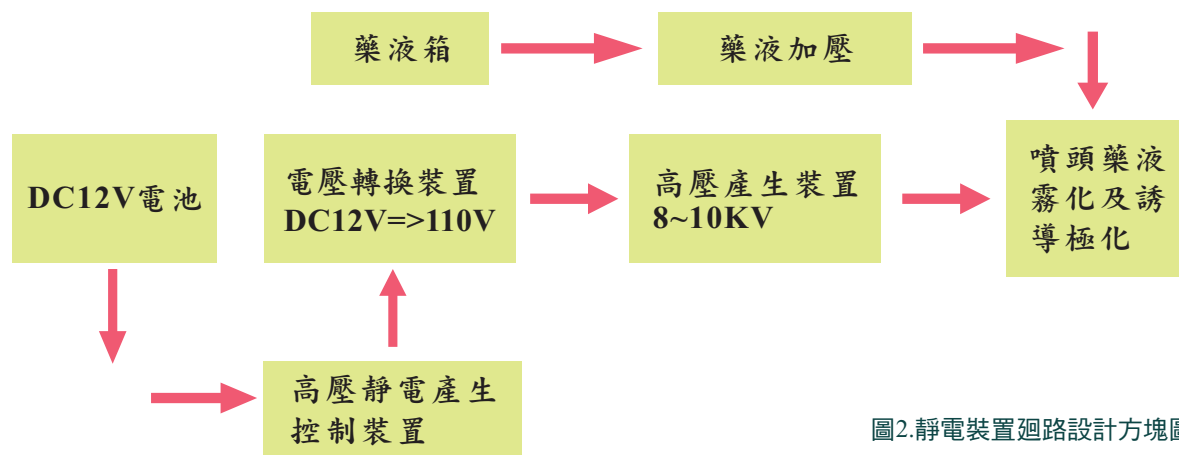 藥液箱
藥液加壓
DC12V電池
電壓轉換裝置
DC12V=>110V
高壓產生裝置
8~10KV
噴頭藥液
霧化及誘
導極化
高壓靜電產生
控制裝置
圖2.靜電裝置迴路設計方塊圖